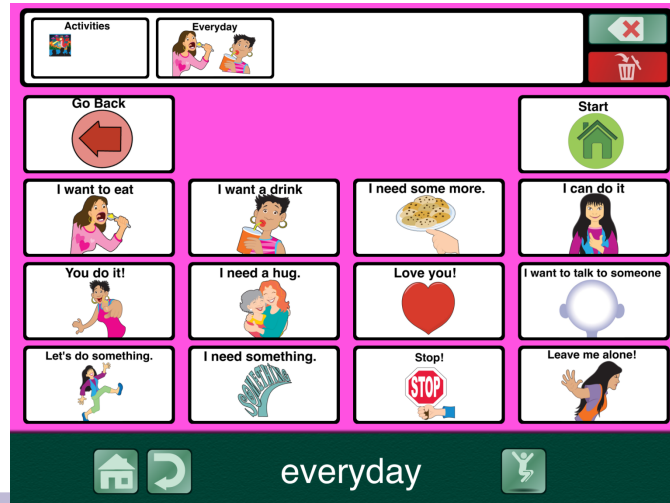 Activities
Everyday
Go Back
Start
I want to eat
I want a drink
I need some more.
I can do it
You do it!
I need a hug.
Love you!
I want to talk to someone
Let's do something.
I need something.
SOMETHING
Stop!
STOP
Leave me alone!
everyday